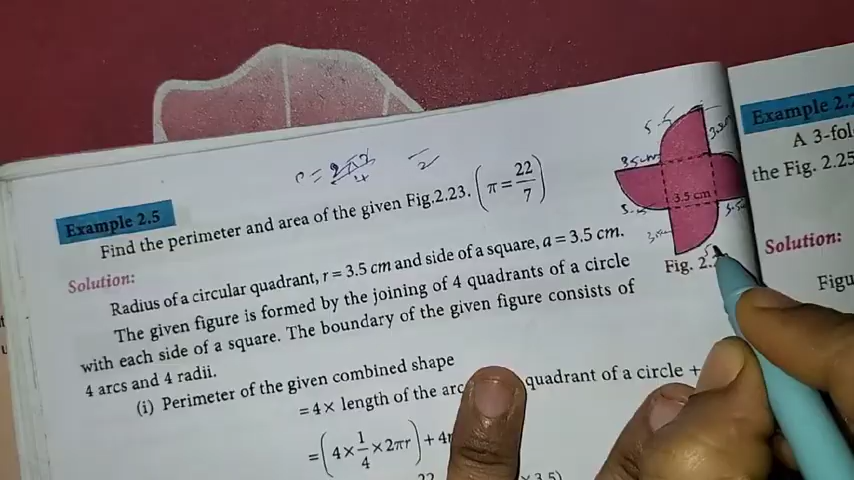 Example 2.5
Find the perimeter and area of the given Fig.2.23. (π = 22/7)
Solution:
Radius of a circular quadrant, r = 3.5 cm and side of a square, a = 3.5 cm.
The given figure is formed by the joining of 4 quadrants of a circle
with each side of a square. The boundary of the given figure consists of
4 arcs and 4 radii.
(i) Perimeter of the given combined shape
= 4× length of the arc quadrant of a circle +
= (4 × 1/4 × 2πr) + 4
22 × 3.5)
3.5 cm
Fig. 2.
Example 2.
A 3-fol
the Fig. 2.25
Solution:
Figu